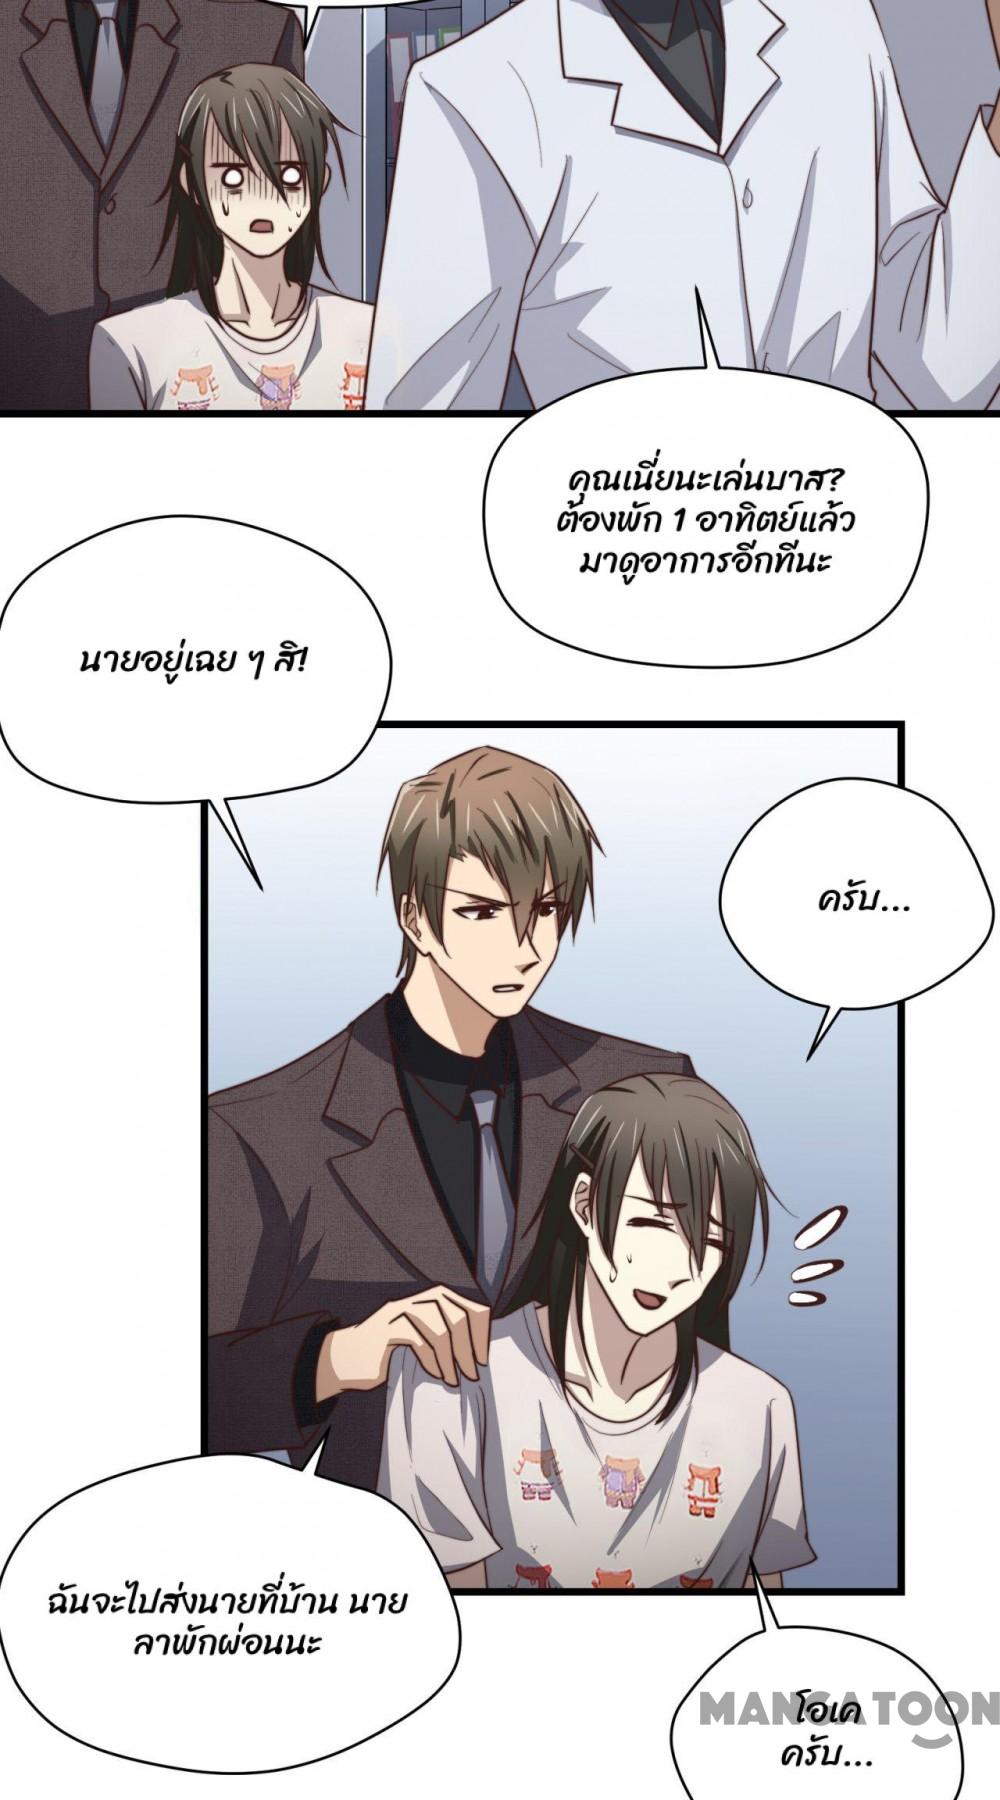 คุณเนี่ยนะเล่นบาส?
ต้องพัก 1 อาทิตย์แล้ว
มาดูอาการอีกทีนะ
นายอยู่เฉย ๆ สิ!
ครับ...
ฉันจะไปส่งนายที่บ้าน นาย
ลาพักผ่อนนะ
โอเค
ครับ...
MANGATOON